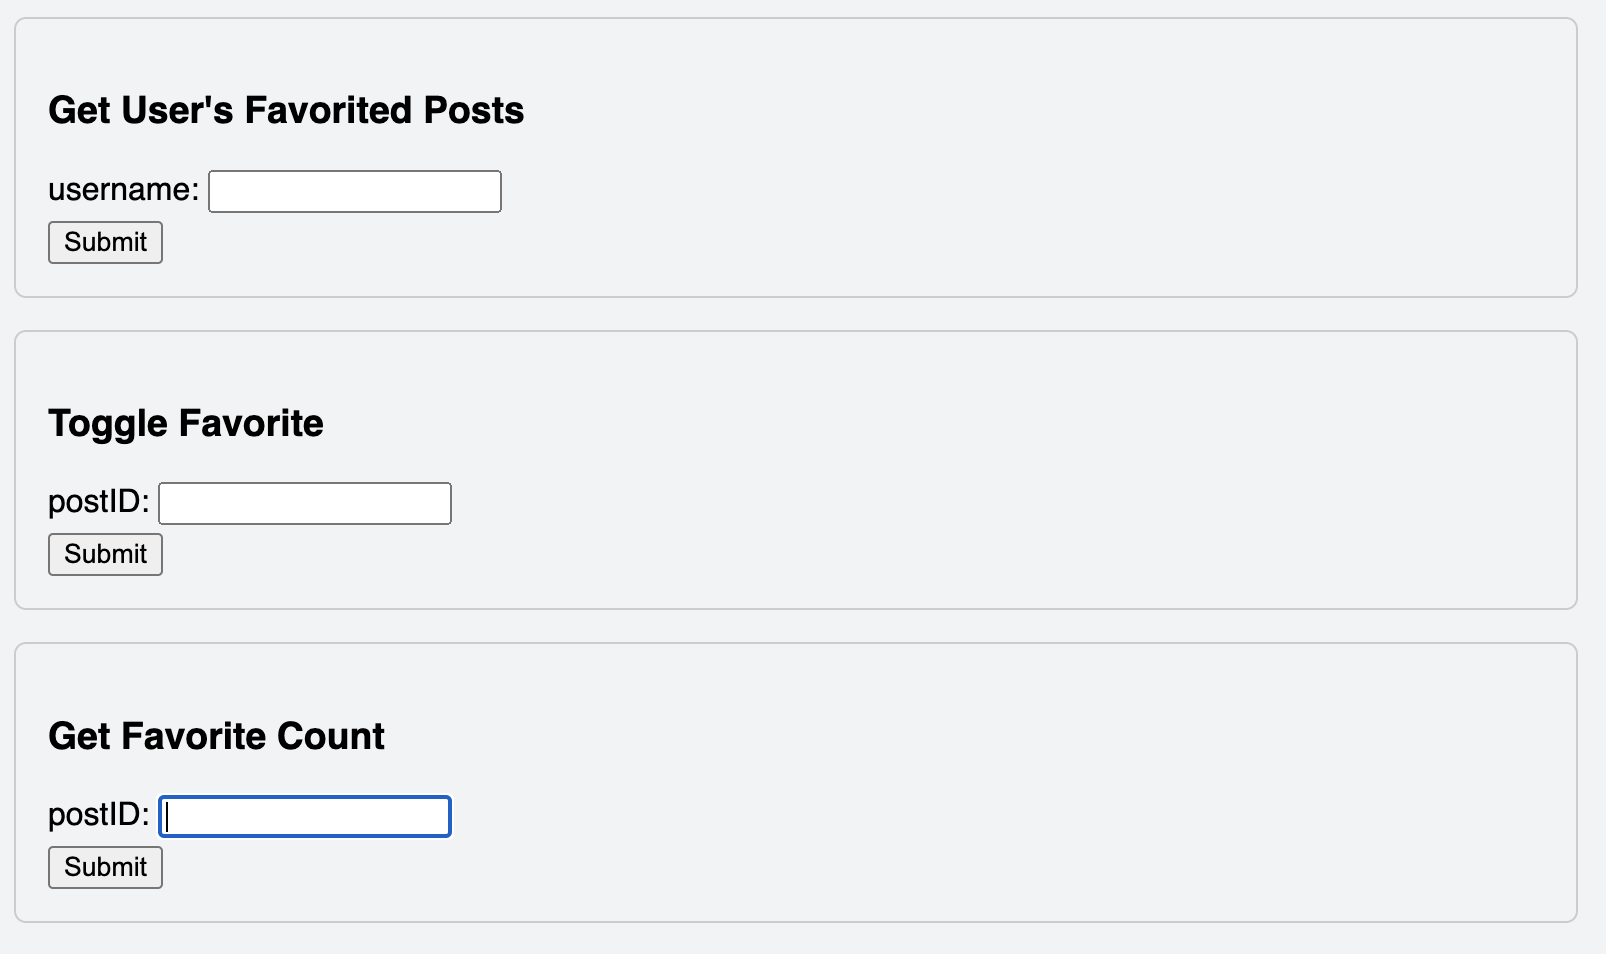 Get User's Favorited Posts
username:
Submit
Toggle Favorite
postID:
Submit
Get Favorite Count
postID:
Submit